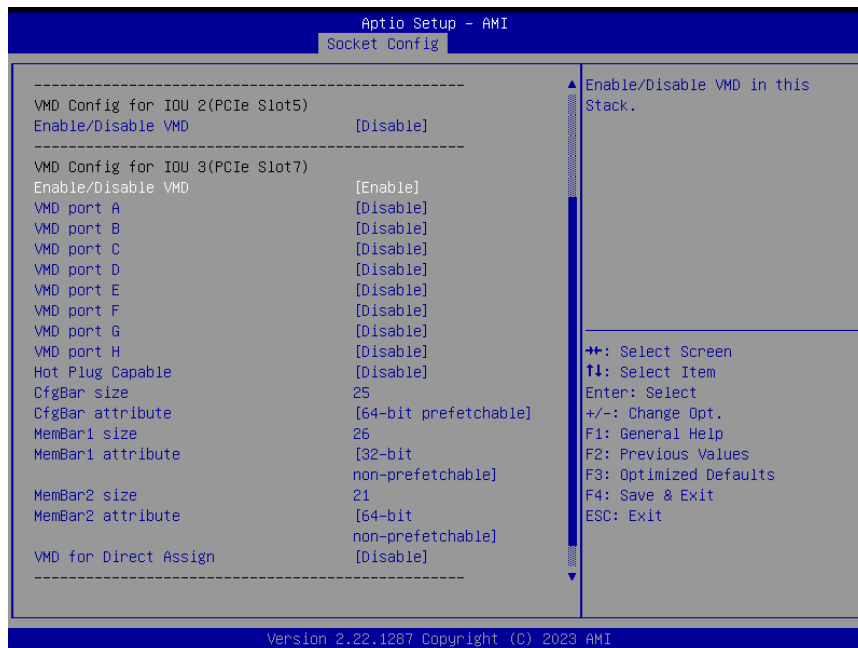 Aptio Setup – AMI
Socket Config
--------------------------------------------------
VMD Config for IOU 2(PCIe Slot5)
Enable/Disable VMD [Disable]
--------------------------------------------------
VMD Config for IOU 3(PCIe Slot7)
Enable/Disable VMD [Enable]
VMD port A [Disable]
VMD port B [Disable]
VMD port C [Disable]
VMD port D [Disable]
VMD port E [Disable]
VMD port F [Disable]
VMD port G [Disable]
VMD port H [Disable]
Hot Plug Capable [Disable]
CfgBar size 25
CfgBar attribute [64-bit prefetchable]
MemBar1 size 26
MemBar1 attribute [32-bit
non-prefetchable]
MemBar2 size 21
MemBar2 attribute [64-bit
non-prefetchable]
VMD for Direct Assign [Disable]
--------------------------------------------------
Enable/Disable VMD in this
Stack.
→←: Select Screen
↑↓: Select Item
Enter: Select
+/-: Change Opt.
F1: General Help
F2: Previous Values
F3: Optimized Defaults
F4: Save & Exit
ESC: Exit
Version 2.22.1287 Copyright (C) 2023 AMI